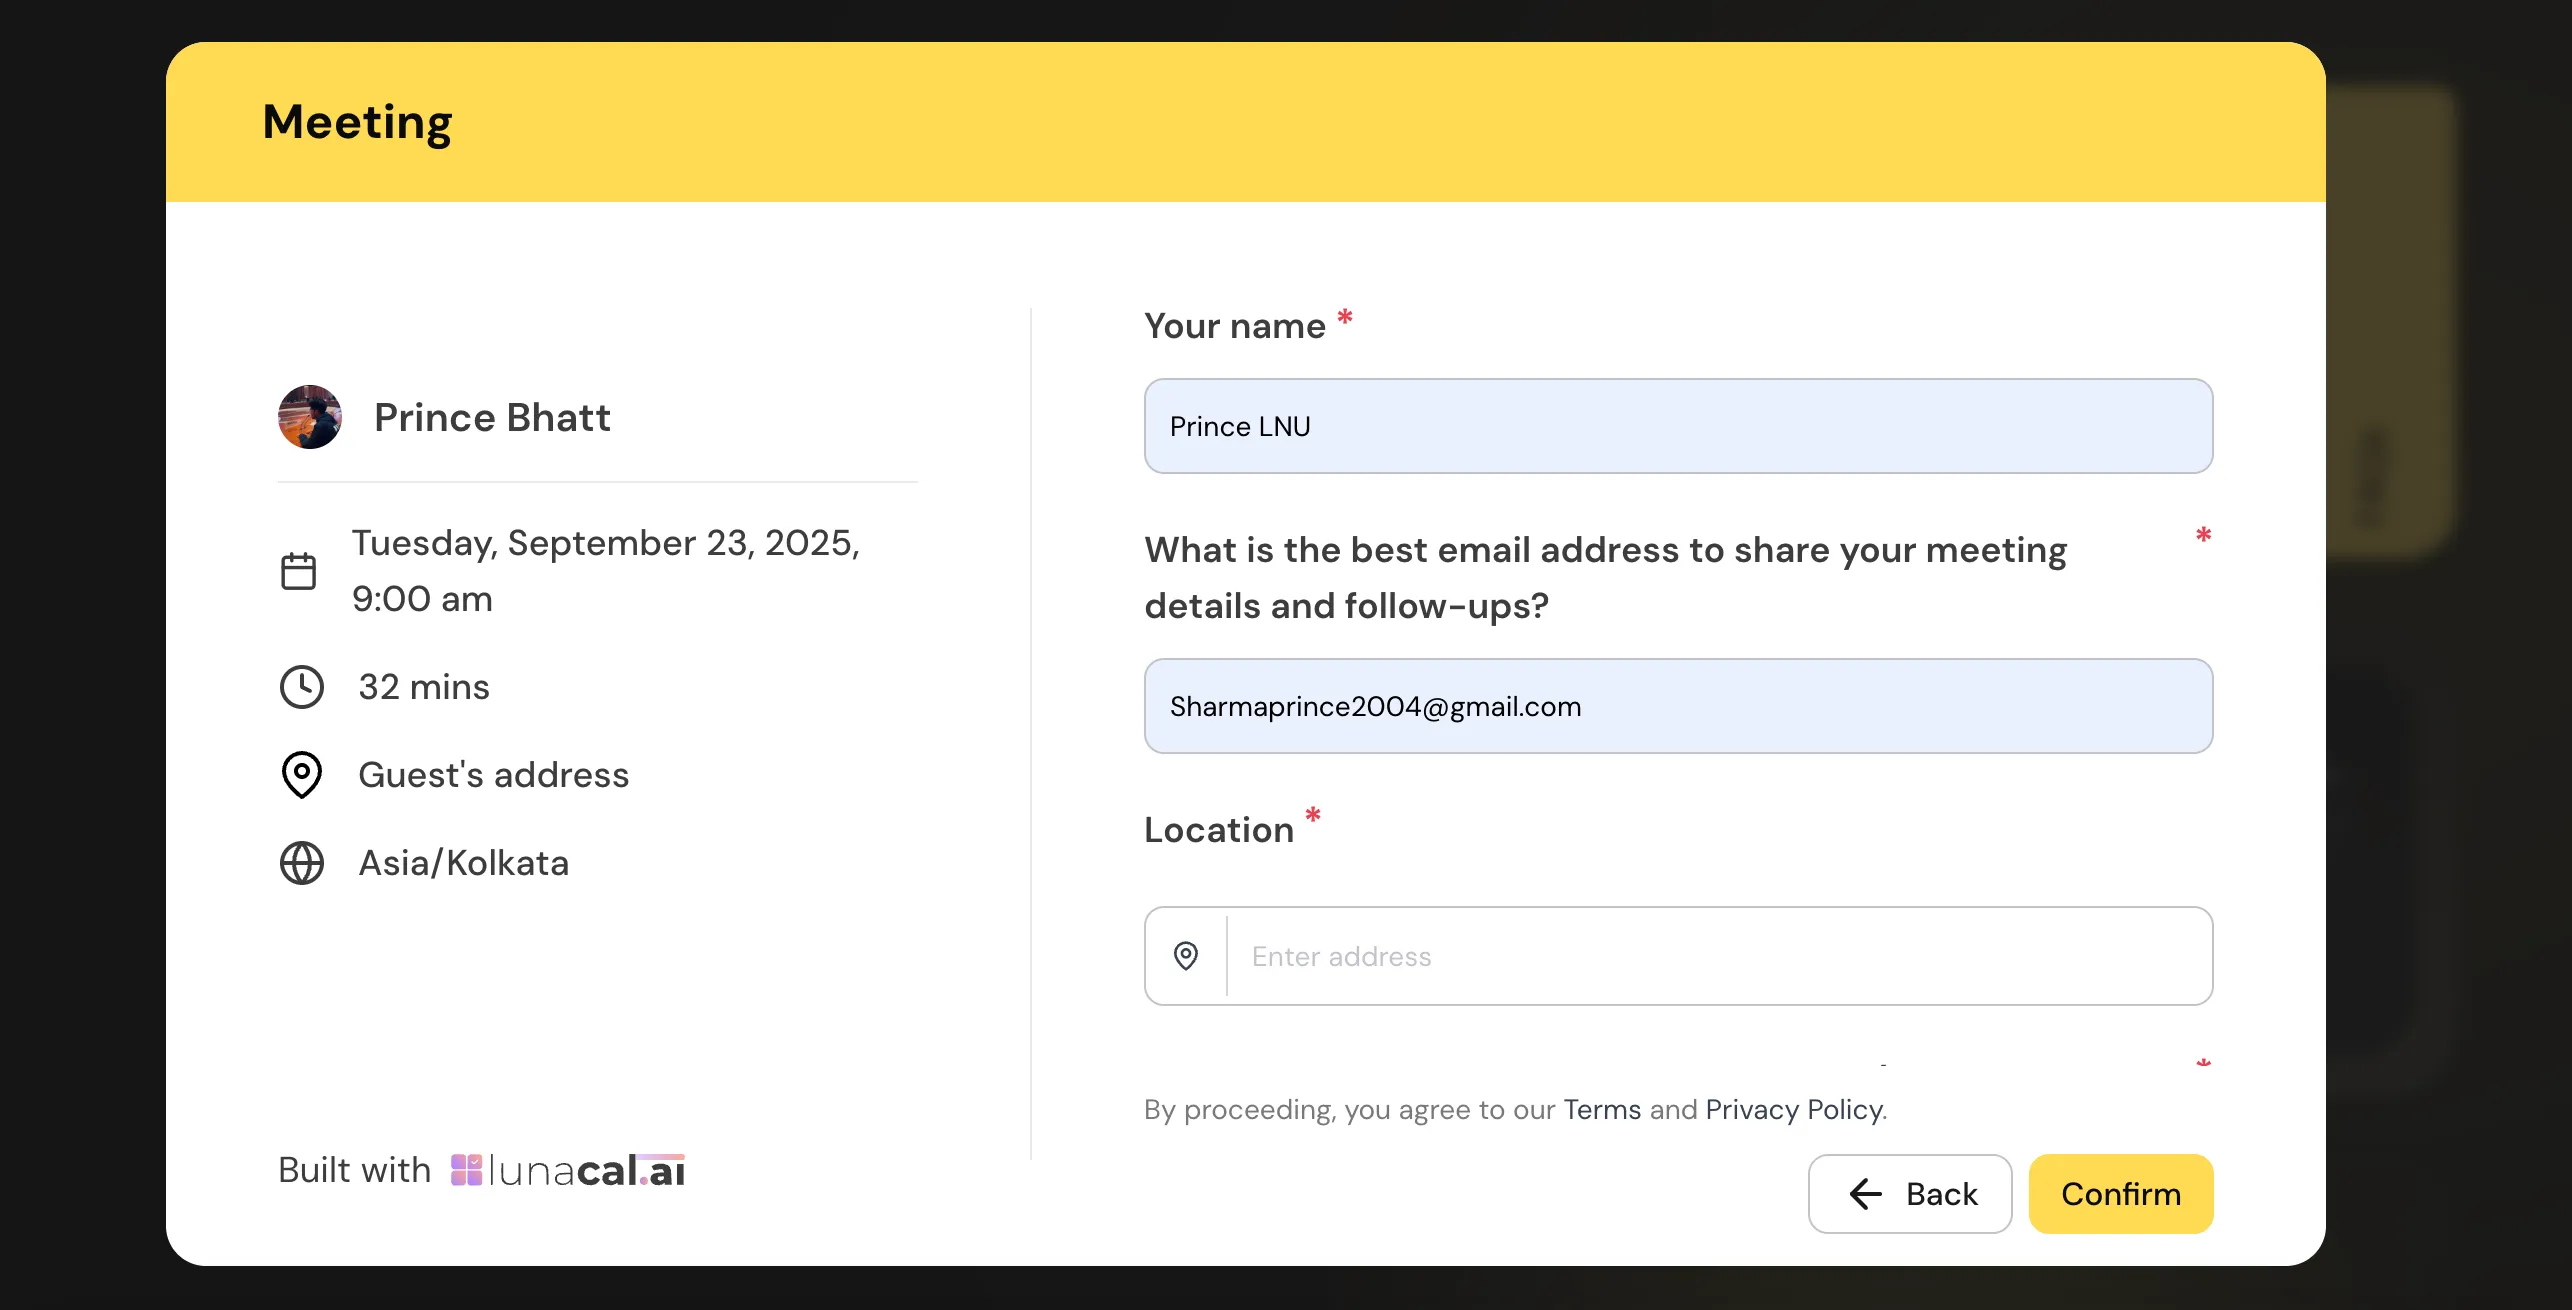 Meeting
Prince Bhatt
Tuesday, September 23, 2025,
9:00 am
32 mins
Guest's address
Asia/Kolkata
Built with lunacal.ai
Your name *
Prince LNU
What is the best email address to share your meeting *
details and follow-ups?
Sharmaprince2004@gmail.com
Location *
Enter address
*
By proceeding, you agree to our Terms and Privacy Policy.
Back
Confirm